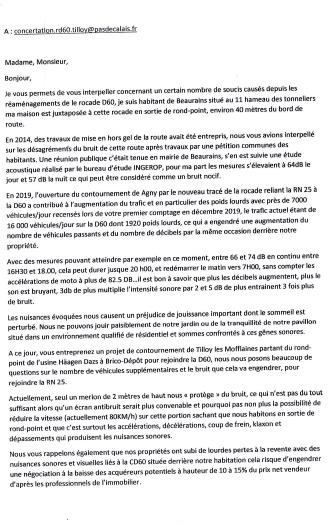 A : concertation.rd60.tilloy@pasdecalais.fr
Madame, Monsieur,
Bonjour,
Je vous permets de vous interpeller concernant un certain nombre de soucis causés depuis les
réaménagements de le rocade D60, je suis habitant de Beaurains situé au 11 hameau des tonneliers
ma maison est juxtaposée à cette rocade en sortie de rond-point, environ 40 mètres du bord de
route.
En 2014, des travaux de mise en hors gel de la route avait été entrepris, nous vous avions interpellé
sur les désagréments du bruit de cette route après travaux par une pétition communes des
habitants. Une réunion publique c'était tenue en mairie de Beaurains, s'en est suivie une étude
acoustique réalisé par le bureau d'étude INGEROP, pour ma part les mesures s'élevaient à 64dB le
jour et 57 dB la nuit ce qui peut être considéré comme un bruit nocif.
En 2019, l'ouverture du contournement de Agny par le nouveau tracé de la rocade reliant la RN 25 à
la D60 a contribué à l'augmentation du trafic et en particulier des poids lourds avec près de 7000
véhicules/jour recensés lors de votre premier comptage en décembre 2019, le trafic actuel étant de
16 000 véhicules/jour sur la D60 dont 1920 poids lourds, ce qui a engendré une augmentation du
nombre de véhicules passants et du nombre de décibels par la même occasion derrière notre
propriété.
Avec des mesures pouvant atteindre par exemple en ce moment, entre 66 et 74 dB en continu entre
16H30 et 18.00, cela peut durer jusque 20 h00, et redémarrer le matin vers 7H00, sans compter les
accélérations de moto à plus de 82.5 DB...il est bon à savoir que plus les décibels augmentent, plus le
son est bruyant, 3db de plus multiplie l'intensité sonore par 2 et 5 dB de plus entrainent 3 fois plus
de bruit.
Les nuisances évoquées nous causent un préjudice de jouissance important dont le sommeil est
perturbé. Nous ne pouvons jouir paisiblement de notre jardin ou de la tranquillité de notre pavillon
situé dans un environnement qualifié de résidentiel et sommes confrontés à ces gênes sonores.
A ce jour, vous entreprenez un projet de contournement de Tilloy les Mofflaines partant du rond-
point de l'usine Häagen Dazs à Brico-Dépôt pour rejoindre la D60, nous nous posons beaucoup de
questions sur le nombre de véhicules supplémentaires et le bruit que cela va engendrer, pour
rejoindre la RN 25.
Actuellement, seul un merlon de 2 mètres de haut nous « protège » du bruit, ce qui n'est pas du tout
suffisant alors qu'un écran antibruit serait plus convenable et pourquoi pas non plus la possibilité de
réduire la vitesse (actuellement 80KM/h) sur cette portion sachant que nous habitons en sortie de
rond-point et que c'est surtout les accélérations, décélérations, coup de frein, klaxon et
dépassements qui produisent les nuisances sonores.
Nous vous rappelons également que nos propriétés ont subi de lourdes pertes à la revente avec des
nuisances sonores et visuelles liés à la CD60 située derrière notre habitation cela risque d'engendrer
une négociation à la baisse des acquéreurs potentiels à hauteur de 10 à 15% du prix net vendeur
d'après les professionnels de l'immobilier.